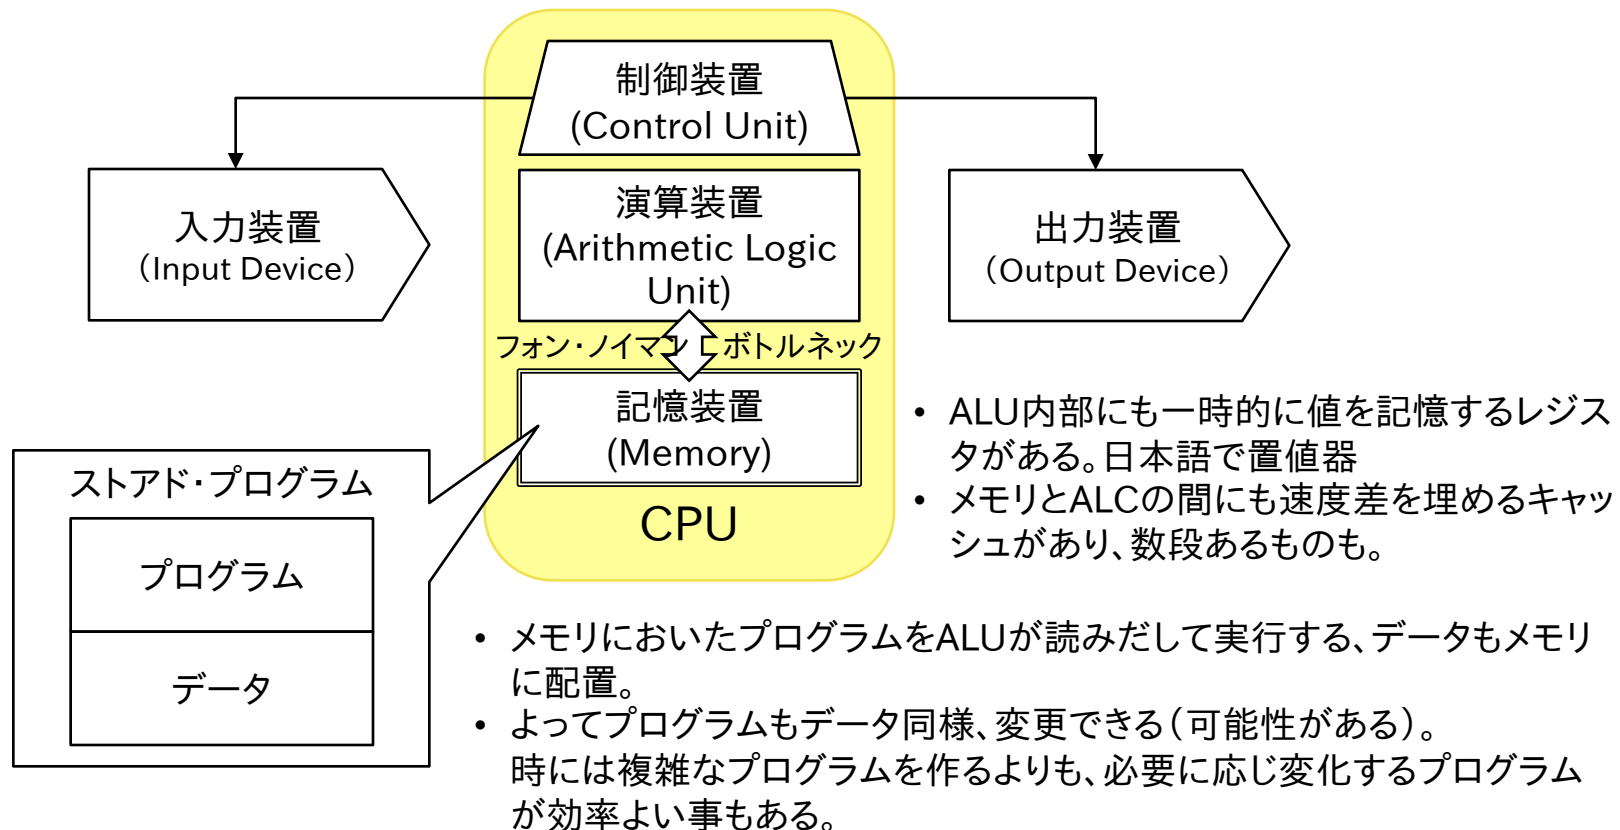 制御装置
(Control Unit)
入力装置
（Input Device）
演算装置
(Arithmetic Logic
Unit)
出力装置
（Output Device）
フォン・ノイマン ボトルネック
記憶装置
(Memory)
CPU
ストアド・プログラム
プログラム
データ
• ALU内部にも一時的に値を記憶するレジス
タがある。日本語で置値器
• メモリとALCの間にも速度差を埋めるキャッ
シュがあり、数段あるものも。
• メモリにおいたプログラムをALUが読みだして実行する、データもメモリ
に配置。
• よってプログラムもデータ同様、変更できる（可能性がある）。
時には複雑なプログラムを作るよりも、必要に応じ変化するプログラム
が効率よい事もある。